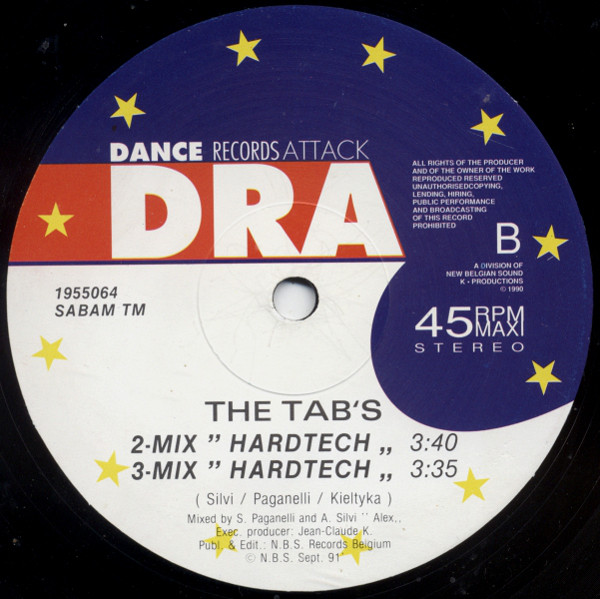 DANCE RECORDS ATTACK
DRA
ALL RIGHTS OF THE PRODUCER
AND OF THE OWNER OF THE WORK
REPRODUCED RESERVED
UNAUTHORISEDCOPYING,
LENDING, HIRING,
PUBLIC PERFORMANCE
AND BROADCASTING
OF THIS RECORD
PROHIBITED
B
A DIVISION OF
NEW BELGIAN SOUND
K - PRODUCTIONS
© 1990
1955064
SABAM TM
45 RPM
MAXI
STEREO
THE TAB'S
2-MIX ” HARDTECH „ 3:40
3-MIX ” HARDTECH „ 3:35
( Silvi / Paganelli / Kieltyka )
Mixed by S. Paganelli and A. Silvi ” Alex„
Exec. producer: Jean-Claude K.
Publ. & Edit.: N.B.S. Records Belgium
© N.B.S. Sept. 91'